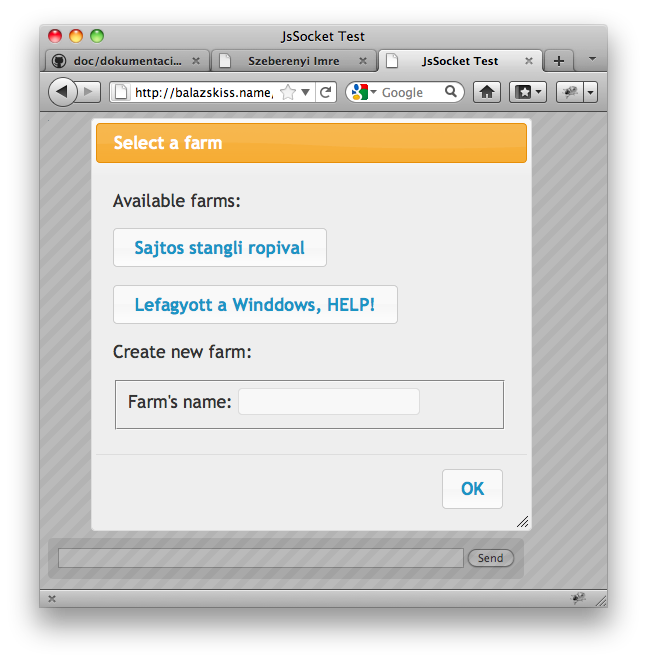 JsSocket Test
doc/dokumentaci...
Szeberenyi Imre
JsSocket Test
http://balazskiss.name,
Google
Select a farm
Available farms:
Sajtos stangli ropival
Lefagyott a Winddows, HELP!
Create new farm:
Farm's name:
OK
Send